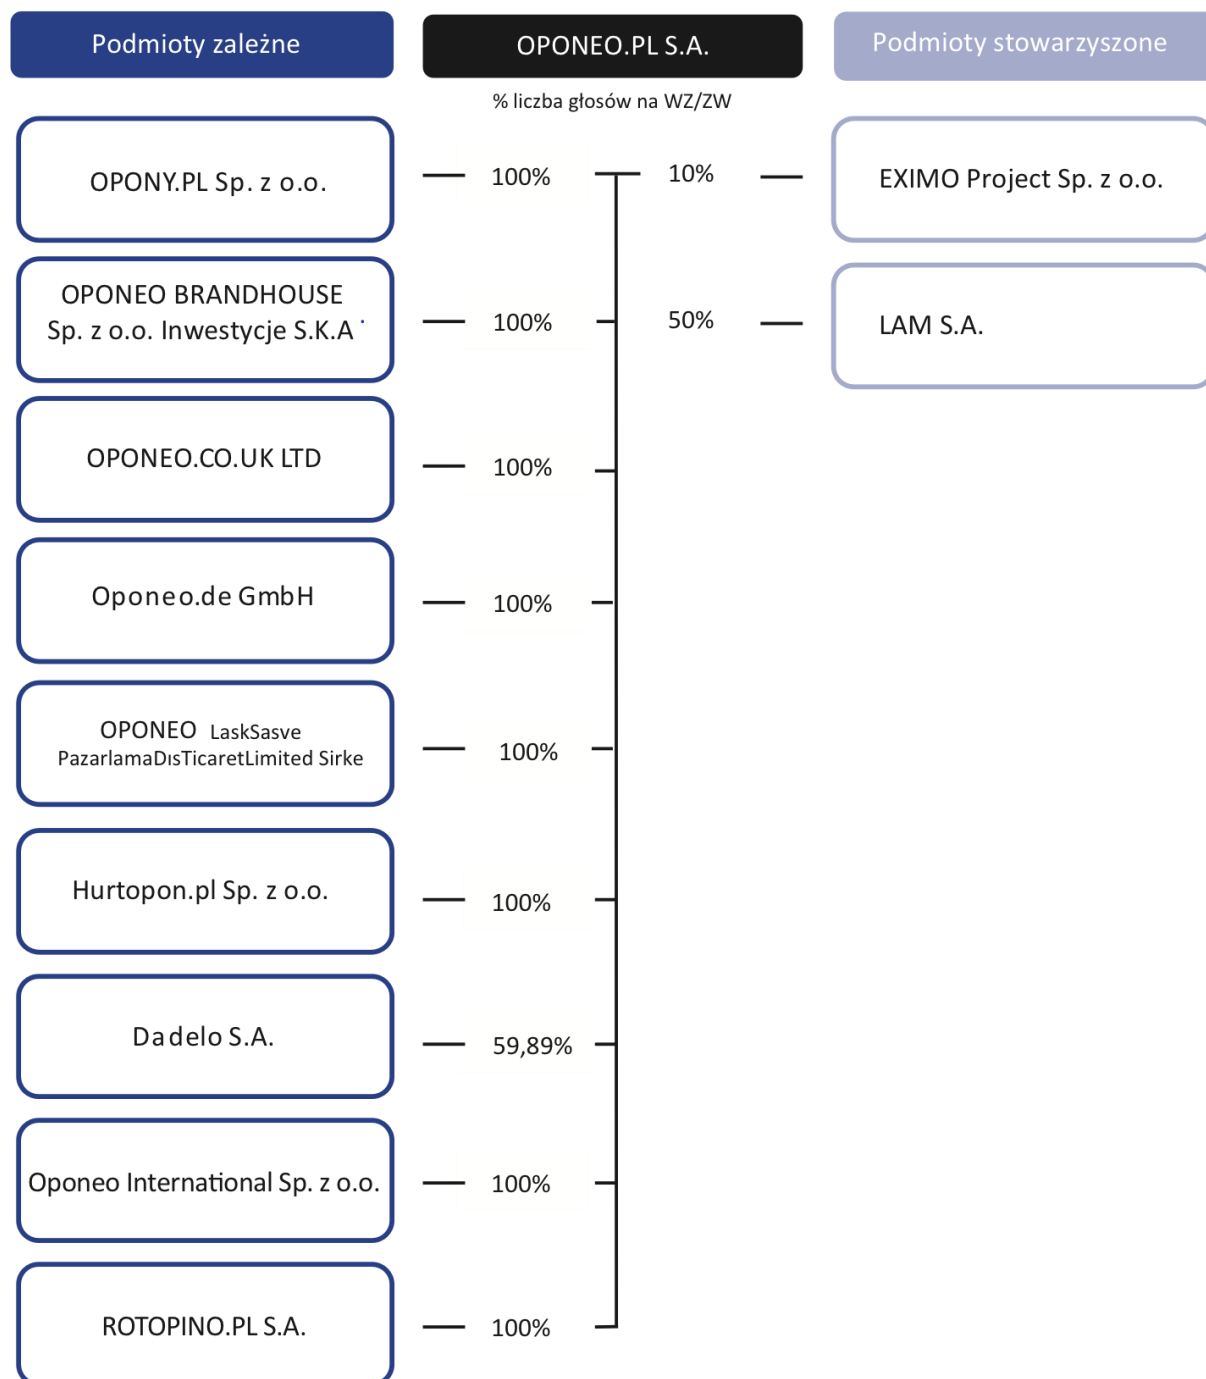 Podmioty zależne
OPONEO.PL S.A.
Podmioty stowarzyszone
% liczba głosów na WZ/ZW
OPONY.PL Sp. z o.o.
100%
10%
EXIMO Project Sp. z o.o.
OPONEO BRANDHOUSE
Sp. z o.o. Inwestycje S.K.A
100%
50%
LAM S.A.
OPONEO.CO.UK LTD
100%
Oponeo.de GmbH
100%
OPONEO LaskSasve
PazarlamaDısTicaretLimited Sirke
100%
Hurtopon.pl Sp. z o.o.
100%
Dadelo S.A.
59,89%
Oponeo International Sp. z o.o.
100%
ROTOPINO.PL S.A.
100%